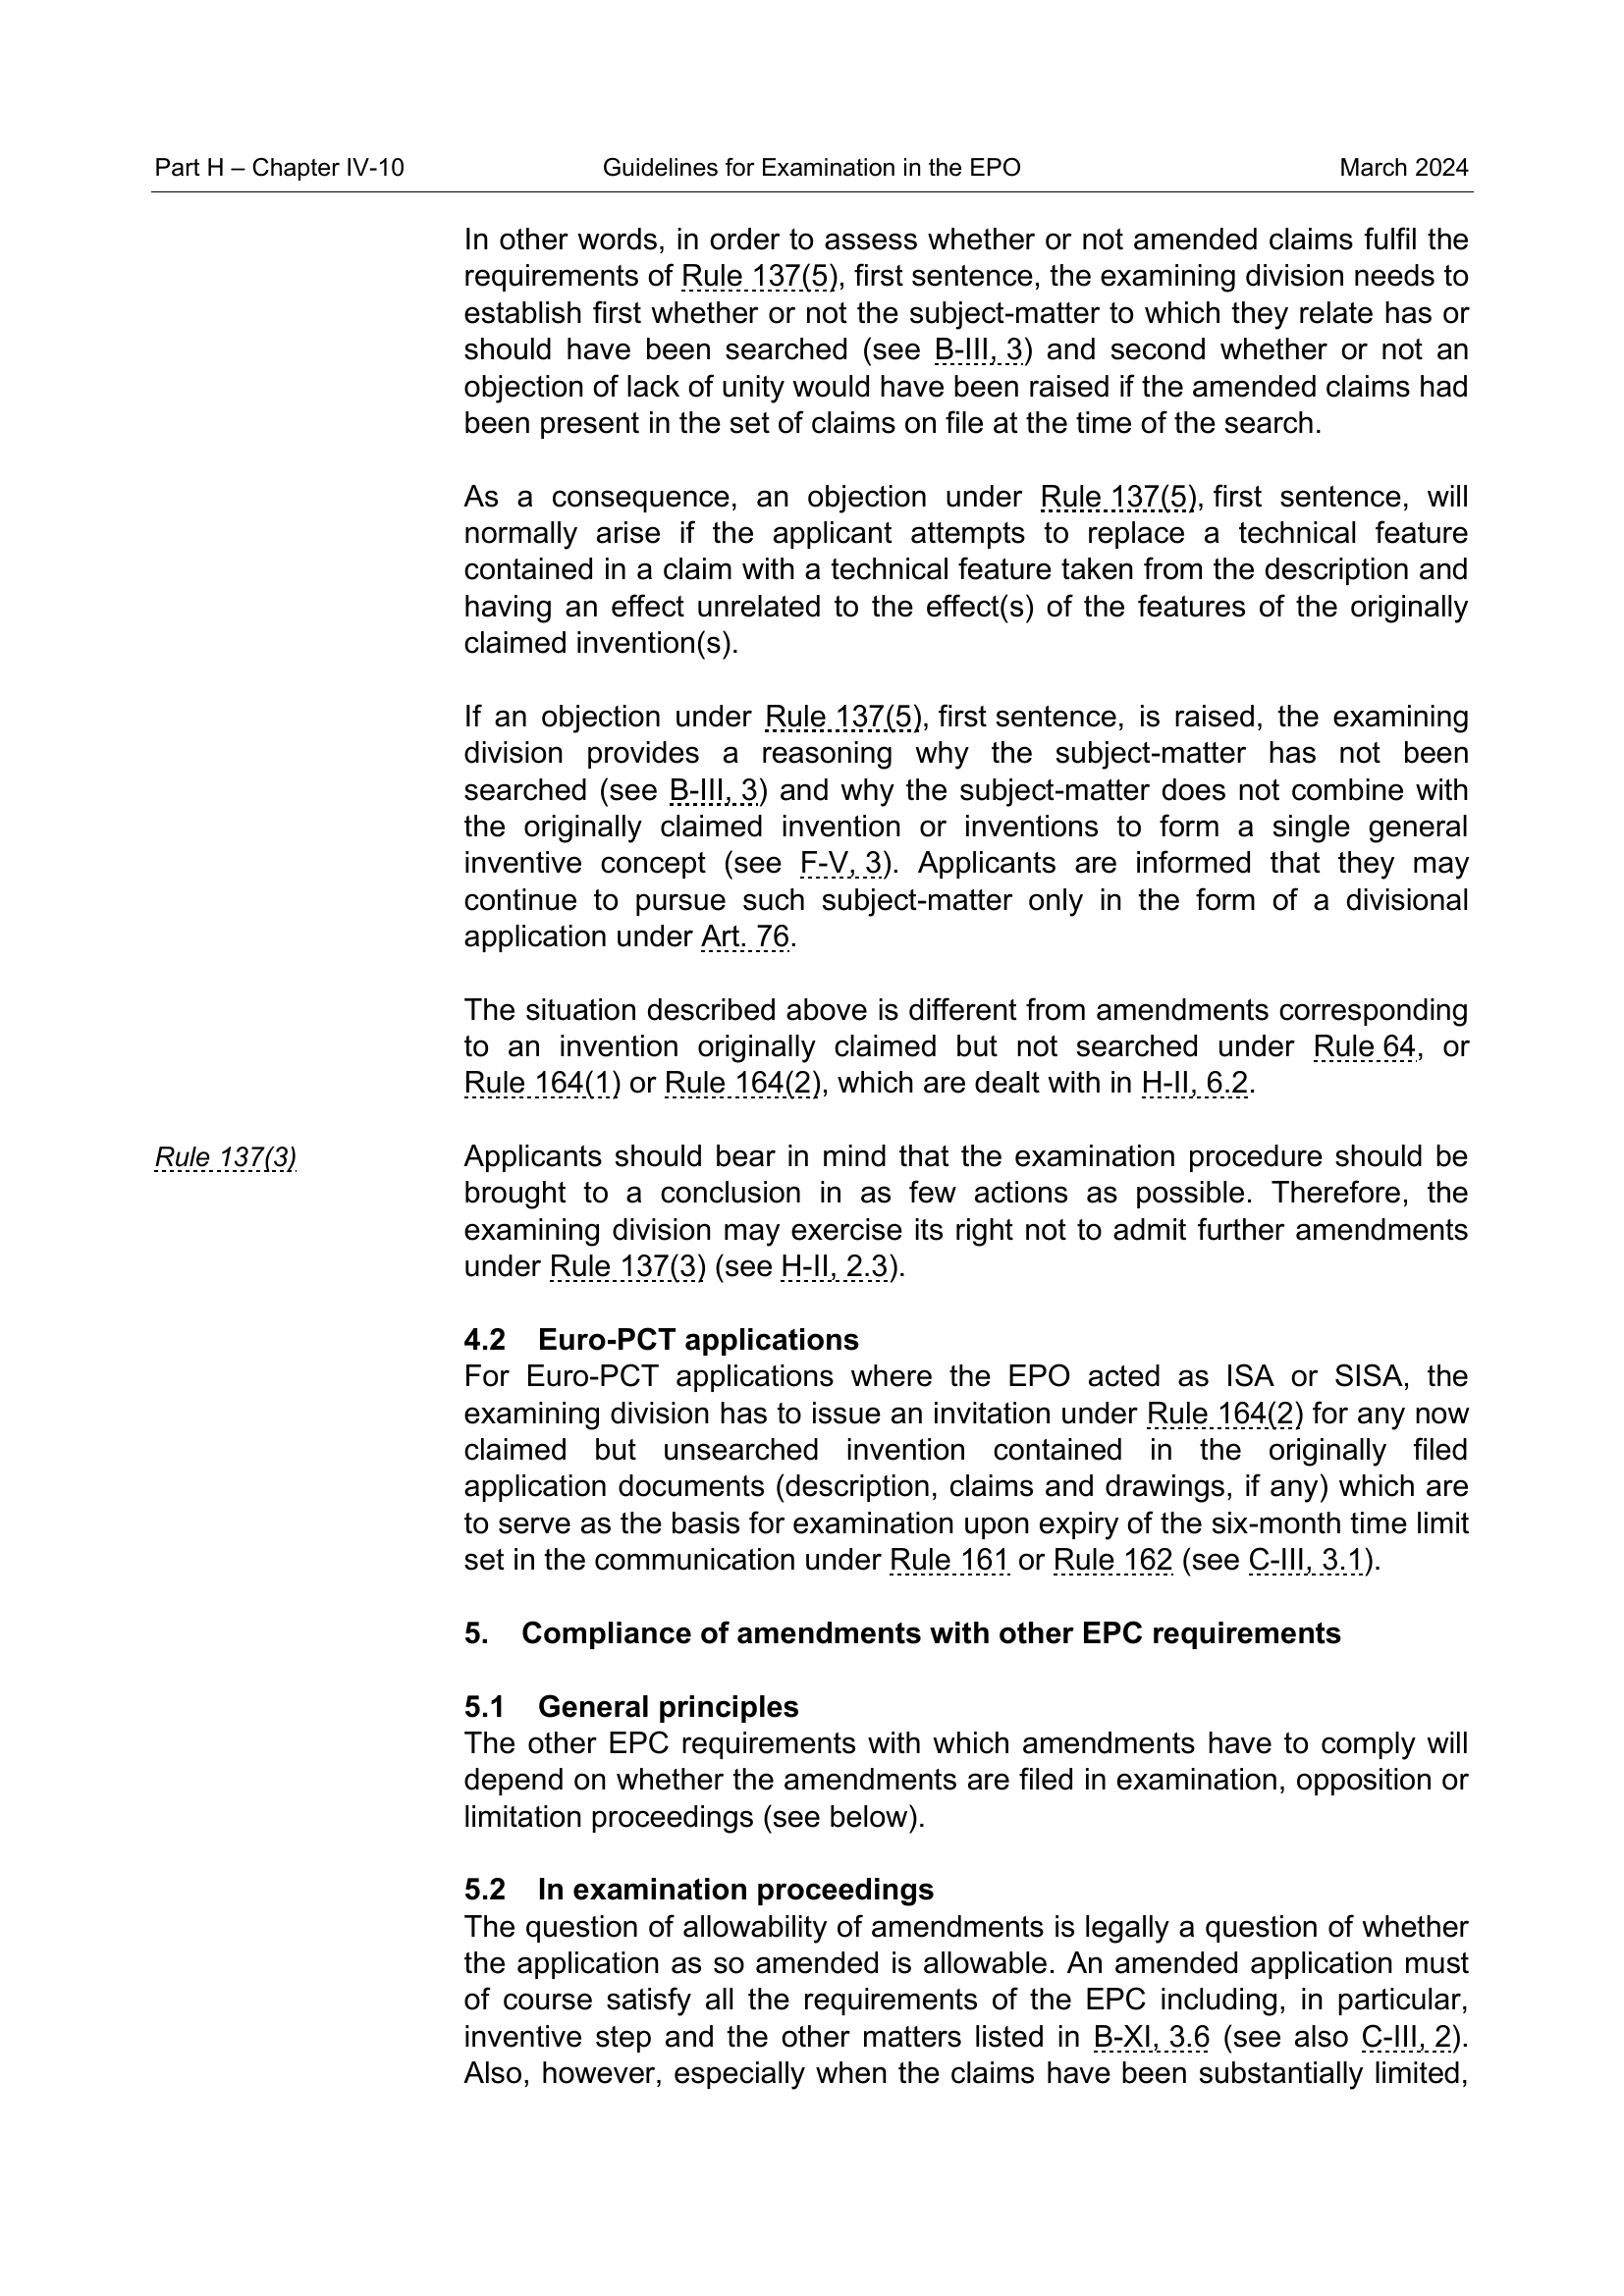 Part H – Chapter IV-10 Guidelines for Examination in the EPO March 2024
In other words, in order to assess whether or not amended claims fulfil the
requirements of Rule 137(5), first sentence, the examining division needs to
establish first whether or not the subject-matter to which they relate has or
should have been searched (see B-III, 3) and second whether or not an
objection of lack of unity would have been raised if the amended claims had
been present in the set of claims on file at the time of the search.
As a consequence, an objection under Rule 137(5), first sentence, will
normally arise if the applicant attempts to replace a technical feature
contained in a claim with a technical feature taken from the description and
having an effect unrelated to the effect(s) of the features of the originally
claimed invention(s).
If an objection under Rule 137(5), first sentence, is raised, the examining
division provides a reasoning why the subject-matter has not been
searched (see B-III, 3) and why the subject-matter does not combine with
the originally claimed invention or inventions to form a single general
inventive concept (see F-V, 3). Applicants are informed that they may
continue to pursue such subject-matter only in the form of a divisional
application under Art. 76.
The situation described above is different from amendments corresponding
to an invention originally claimed but not searched under Rule 64, or
Rule 164(1) or Rule 164(2), which are dealt with in H-II, 6.2.
Rule 137(3) Applicants should bear in mind that the examination procedure should be
brought to a conclusion in as few actions as possible. Therefore, the
examining division may exercise its right not to admit further amendments
under Rule 137(3) (see H-II, 2.3).
4.2 Euro-PCT applications
For Euro-PCT applications where the EPO acted as ISA or SISA, the
examining division has to issue an invitation under Rule 164(2) for any now
claimed but unsearched invention contained in the originally filed
application documents (description, claims and drawings, if any) which are
to serve as the basis for examination upon expiry of the six-month time limit
set in the communication under Rule 161 or Rule 162 (see C-III, 3.1).
5. Compliance of amendments with other EPC requirements
5.1 General principles
The other EPC requirements with which amendments have to comply will
depend on whether the amendments are filed in examination, opposition or
limitation proceedings (see below).
5.2 In examination proceedings
The question of allowability of amendments is legally a question of whether
the application as so amended is allowable. An amended application must
of course satisfy all the requirements of the EPC including, in particular,
inventive step and the other matters listed in B-XI, 3.6 (see also C-III, 2).
Also, however, especially when the claims have been substantially limited,